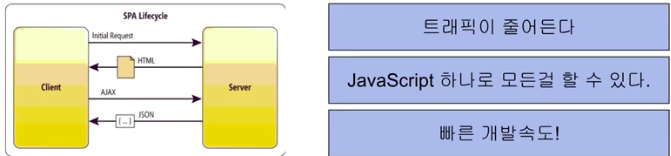 SPA Lifecycle
Initial Request
HTML
Client
Server
AJAX
JSON
{ ... }
트래픽이 줄어든다
JavaScript 하나로 모든걸 할 수 있다.
빠른 개발속도!